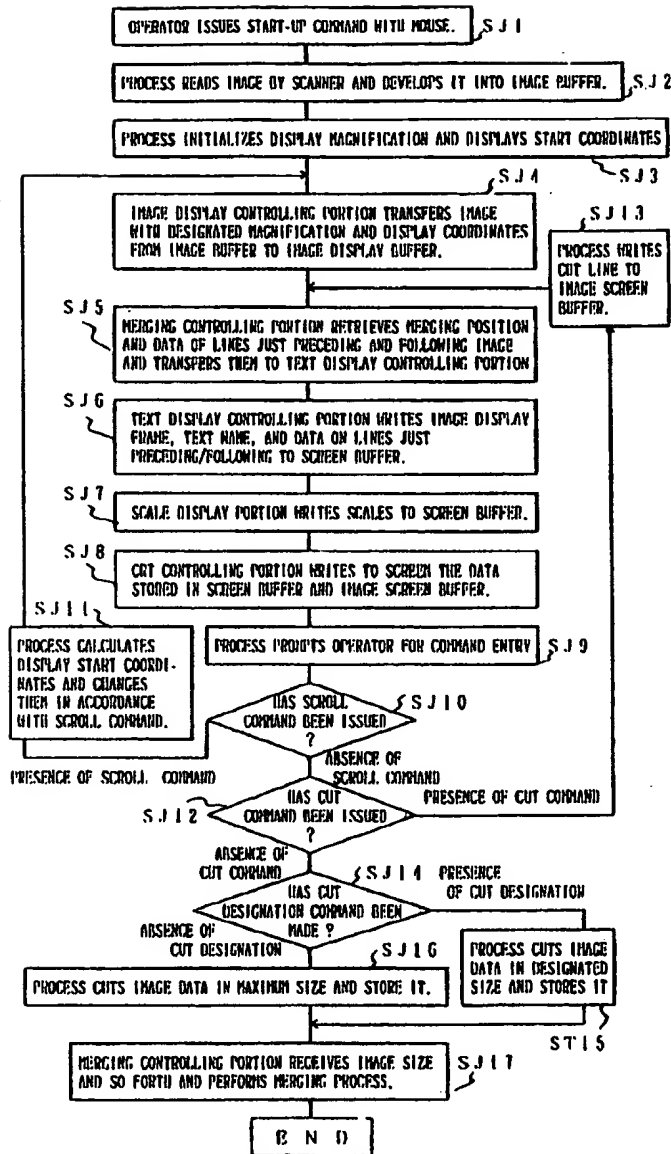 OPERATOR ISSUES START-UP COMMAND WITH MOUSE.
SJ1
PROCESS READS IMAGE BY SCANNER AND DEVELOPS IT INTO IMAGE BUFFER.
SJ2
PROCESS INITIALIZES DISPLAY MAGNIFICATION AND DISPLAYS START COORDINATES
SJ3
SJ4
IMAGE DISPLAY CONTROLLING PORTION TRANSFERS IMAGE
WITH DESIGNATED MAGNIFICATION AND DISPLAY COORDINATES
FROM IMAGE BUFFER TO IMAGE DISPLAY BUFFER.
SJ13
PROCESS WRITES
CUT LINE TO
IMAGE SCREEN
BUFFER.
SJ5
MERGING CONTROLLING PORTION RETRIEVES MERGING POSITION
AND DATA OF LINES JUST PRECEDING AND FOLLOWING IMAGE
AND TRANSFERS THEM TO TEXT DISPLAY CONTROLLING PORTION
SJ6
TEXT DISPLAY CONTROLLING PORTION WRITES IMAGE DISPLAY
FRAME, TEXT NAME, AND DATA ON LINES JUST
PRECEDING/FOLLOWING TO SCREEN BUFFER.
SJ7
SCALE DISPLAY PORTION WRITES SCALES TO SCREEN BUFFER.
SJ8
CRT CONTROLLING PORTION WRITES TO SCREEN THE DATA
STORED IN SCREEN BUFFER AND IMAGE SCREEN BUFFER.
SJ11
PROCESS CALCULATES
DISPLAY START COORDI-
NATES AND CHANGES
THEM IN ACCORDANCE
WITH SCROLL COMMAND.
PROCESS PROMPTS OPERATOR FOR COMMAND ENTRY
SJ9
HAS SCROLL
COMMAND BEEN ISSUED
?
SJ10
PRESENCE OF SCROLL COMMAND
ABSENCE OF
SCROLL COMMAND
SJ12
HAS CUT
COMMAND BEEN ISSUED
?
PRESENCE OF CUT COMMAND
ABSENCE OF
CUT COMMAND
SJ14
HAS CUT
DESIGNATION COMMAND BEEN
MADE ?
PRESENCE
OF CUT DESIGNATION
ABSENCE OF
CUT DESIGNATION
SJ16
PROCESS CUTS IMAGE DATA IN MAXIMUM SIZE AND STORE IT.
PROCESS CUTS IMAGE
DATA IN DESIGNATED
SIZE AND STORES IT
ST15
MERGING CONTROLLING PORTION RECEIVES IMAGE SIZE
AND SO FORTH AND PERFORMS MERGING PROCESS.
SJ17
END